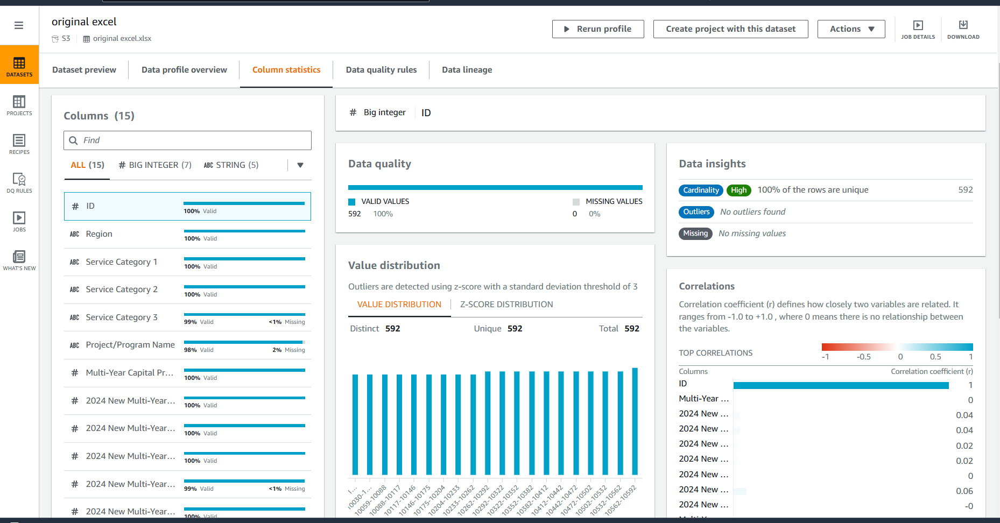 original excel
S3
original excel.xlsx
Rerun profile
Create project with this dataset
Actions
JOB DETAILS
DOWNLOAD
DATASETS
PROJECTS
RECIPES
DQ RULES
JOBS
WHAT'S NEW
Dataset preview
Data profile overview
Column statistics
Data quality rules
Data lineage
Columns (15)
Find
ALL (15)
# BIG INTEGER (7)
ABC STRING (5)
# ID
100% Valid
ABC Region
100% Valid
ABC Service Category 1
100% Valid
ABC Service Category 2
100% Valid
ABC Service Category 3
99% Valid <1% Missing
ABC Project/Program Name
98% Valid 2% Missing
# Multi-Year Capital Pr...
100% Valid
# 2024 New Multi-Year...
100% Valid
# 2024 New Multi-Year...
100% Valid
# 2024 New Multi-Year...
100% Valid
# 2024 New Multi-Year...
99% Valid <1% Missing
# 2024 New Multi-Year...
100% Valid
# Big integer
ID
Data quality
VALID VALUES
592 100%
MISSING VALUES
0 0%
Value distribution
Outliers are detected using z-score with a standard deviation threshold of 3
VALUE DISTRIBUTION
Z-SCORE DISTRIBUTION
Distinct 592
Unique 592
Total 592
10059-10088
10088-10117
10117-10146
10146-10175
10175-10204
10204-10233
10233-10262
10262-10292
10292-10322
10322-10352
10352-10382
10382-10412
10412-10442
10442-10472
10472-10502
10502-10532
10532-10562
10562-10592
Data insights
Cardinality High 100% of the rows are unique 592
Outliers No outliers found
Missing No missing values
Correlations
Correlation coefficient (r) defines how closely two variables are related. It
ranges from -1.0 to +1.0 , where 0 means there is no relationship between
the variables.
TOP CORRELATIONS
-1 -0.5 0 0.5 1
Columns Correlation coefficient (r)
ID 1
Multi-Year ... 0
2024 New ... 0.04
2024 New ... 0.04
2024 New ... 0.02
2024 New ... 0.02
2024 New ... 0
2024 New ... 0.06
2024 New ... -0